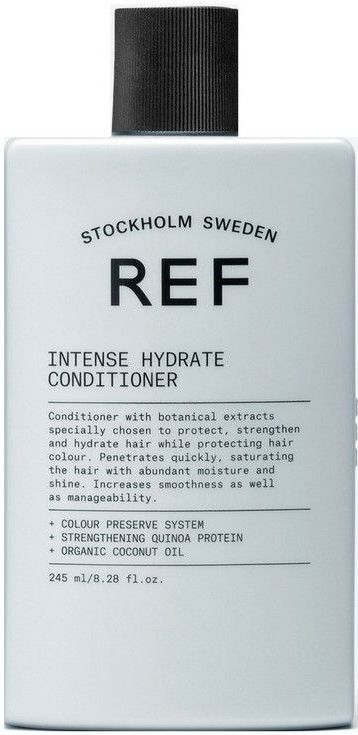 STOCKHOLM SWEDEN
REF
INTENSE HYDRATE
CONDITIONER
Conditioner with botanical extracts
specially chosen to protect, strengthen
and hydrate hair while protecting hair
colour. Penetrates quickly, saturating
the hair with abundant moisture and
shine. Increases smoothness as well
as manageability.
+ COLOUR PRESERVE SYSTEM
+ STRENGTHENING QUINOA PROTEIN
+ ORGANIC COCONUT OIL
245 ml/8.28 fl.oz.